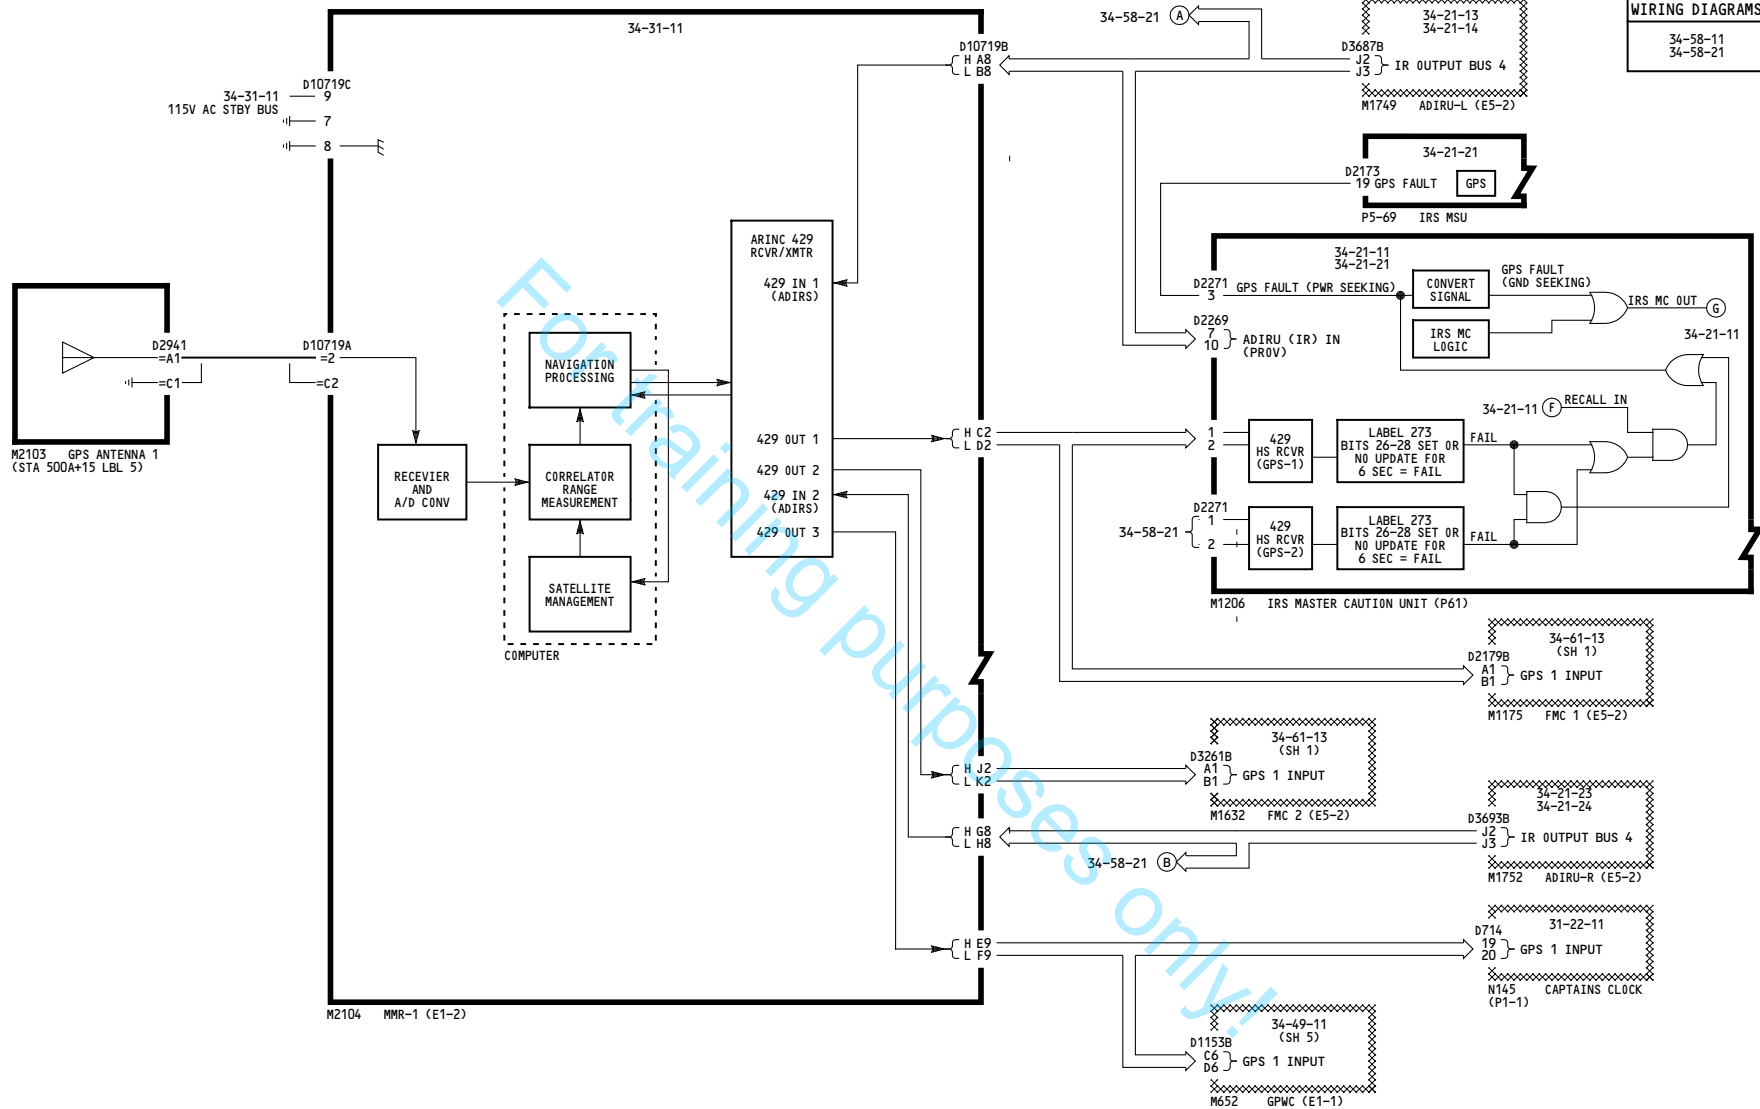 34-31-11
34-58-21 A
34-21-13
34-21-14
WIRING DIAGRAMS
34-58-11
34-58-21
D10719B
H A8
L B8
D3687B
J2
J3
IR OUTPUT BUS 4
M1749 ADIRU-L (E5-2)
D10719C
34-31-11
115V AC STBY BUS
9
7
8
34-21-21
D2173
19 GPS FAULT
GPS
P5-69 IRS MSU
ARINC 429
RCVR/XMTR
429 IN 1
(ADIRS)
34-21-11
34-21-21
D2271
3
GPS FAULT (PWR SEEKING)
CONVERT
SIGNAL
GPS FAULT
(GND SEEKING)
IRS MC OUT
G
IRS MC
LOGIC
34-21-11
D2269
7
10
ADIRU (IR) IN
(PROV)
D2941
=A1
=C1
D10719A
=2
=C2
M2103 GPS ANTENNA 1
(STA 500A+15 LBL 5)
NAVIGATION
PROCESSING
RECEVIER
AND
A/D CONV
CORRELATOR
RANGE
MEASUREMENT
SATELLITE
MANAGEMENT
COMPUTER
429 OUT 1
429 OUT 2
429 IN 2
(ADIRS)
429 OUT 3
H C2
L D2
34-21-11 F RECALL IN
1
2
429
HS RCVR
(GPS-1)
LABEL 273
BITS 26-28 SET OR
NO UPDATE FOR
6 SEC = FAIL
FAIL
D2271
34-58-21
1
2
429
HS RCVR
(GPS-2)
LABEL 273
BITS 26-28 SET OR
NO UPDATE FOR
6 SEC = FAIL
FAIL
M1206 IRS MASTER CAUTION UNIT (P61)
34-61-13
(SH 1)
D2179B
A1
B1
GPS 1 INPUT
M1175 FMC 1 (E5-2)
34-61-13
(SH 1)
D3261B
H J2
L K2
A1
B1
GPS 1 INPUT
M1632 FMC 2 (E5-2)
34-21-23
34-21-24
D3693B
H G8
L H8
J2
J3
IR OUTPUT BUS 4
34-58-21 B
M1752 ADIRU-R (E5-2)
31-22-11
D714
H E9
L F9
19
20
GPS 1 INPUT
N145 CAPTAINS CLOCK
(P1-1)
M2104 MMR-1 (E1-2)
34-49-11
(SH 5)
D1153B
C6
D6
GPS 1 INPUT
M652 GPWC (E1-1)
For training purposes only!